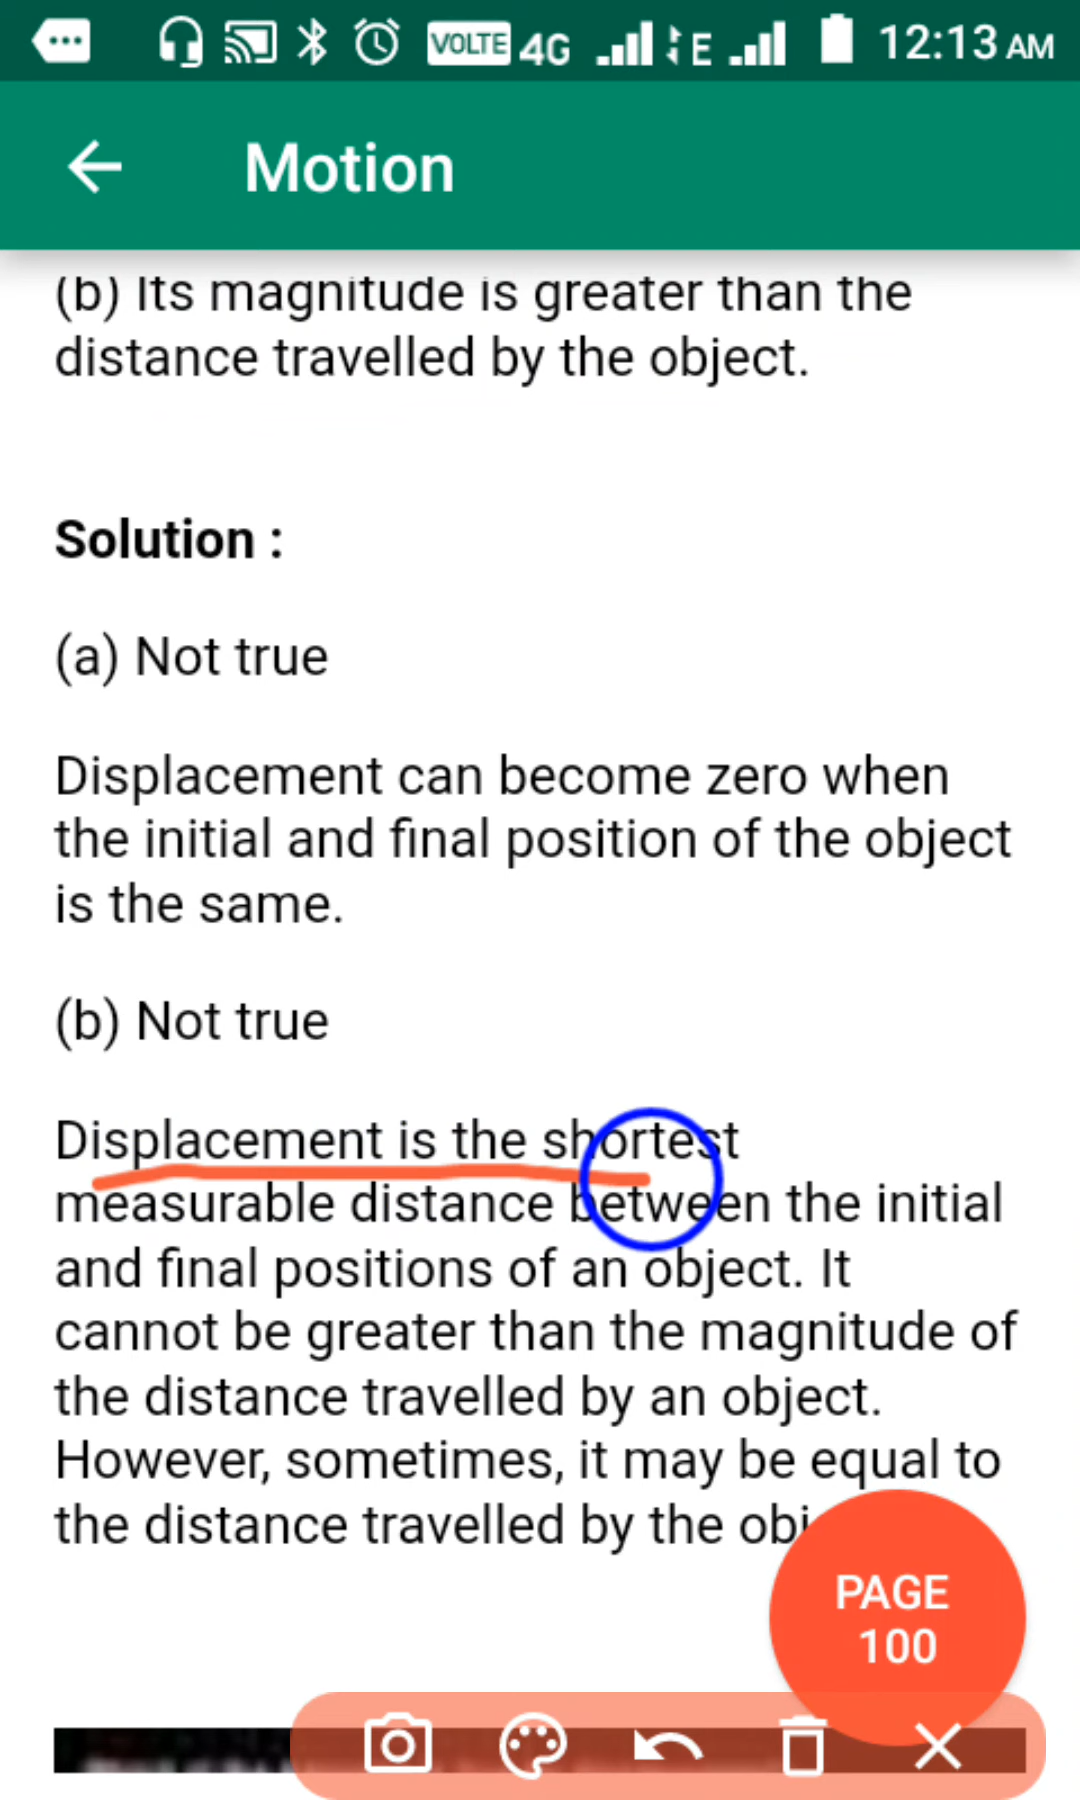 VOLTE 4G E 12:13 AM
Motion
(b) Its magnitude is greater than the
distance travelled by the object.
Solution :
(a) Not true
Displacement can become zero when
the initial and final position of the object
is the same.
(b) Not true
Displacement is the shortest
measurable distance between the initial
and final positions of an object. It
cannot be greater than the magnitude of
the distance travelled by an object.
However, sometimes, it may be equal to
the distance travelled by the
PAGE
100